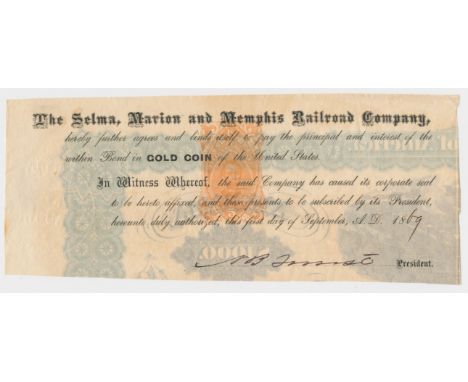 The Selma, Marion and Memphis Railroad Company,
hereby further agrees and binds itself to pay the principal and interest of the
within Bond in GOLD COIN of the United States.
In Witness Whereof, the said Company has caused its corporate seal
to be hereto affixed, and these presents to be subscribed by its President,
hereunto duly authorized, this first day of September, A. D. 1869
N B Forrest President.